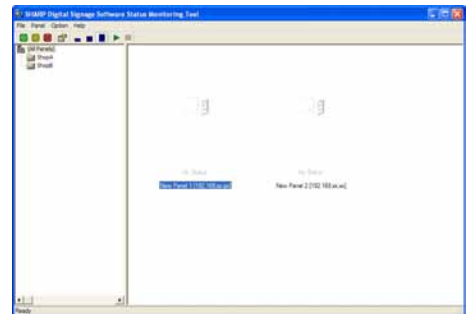 SHARP Digital Signage Software Status Monitoring Tool
File Panel Option Help
[All Panels]
ShopA
ShopB
No Status No Status
New Panel 1 [192.168.xx.xx] New Panel 2 [192.168.xx.xx]
Ready